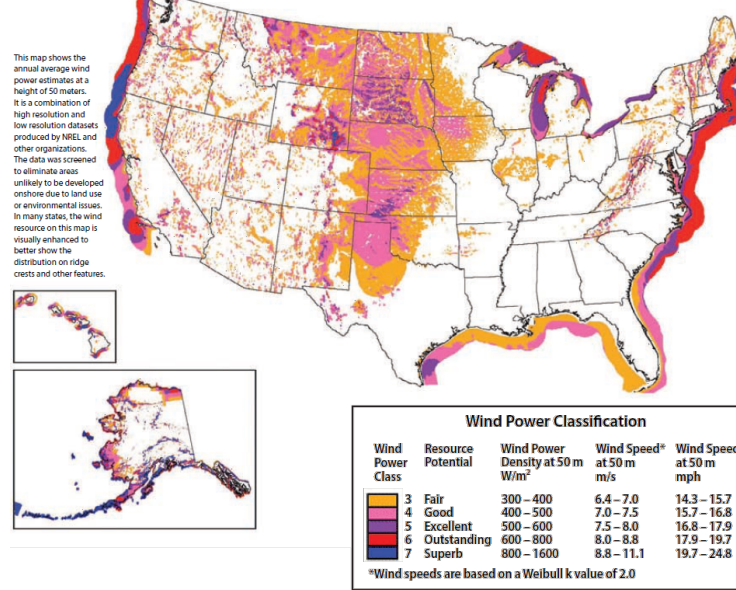 This map shows the
annual average wind
power estimates at a
height of 50 meters.
It is a combination of
high resolution and
low resolution datasets
produced by NREL and
other organizations.
The data was screened
to eliminate areas
unlikely to be developed
onshore due to land use
or environmental issues.
In many states, the wind
resource on this map is
visually enhanced to
better show the
distribution on ridge
crests and other features.
Wind Power Classification
Wind Resource Wind Power Wind Speed* Wind Speed
Power Potential Density at 50 m at 50 m at 50 m
Class W/m² m/s mph
3 Fair 300 – 400 6.4 – 7.0 14.3 – 15.7
4 Good 400 – 500 7.0 – 7.5 15.7 – 16.8
5 Excellent 500 – 600 7.5 – 8.0 16.8 – 17.9
6 Outstanding 600 – 800 8.0 – 8.8 17.9 – 19.7
7 Superb 800 – 1600 8.8 – 11.1 19.7 – 24.8
*Wind speeds are based on a Weibull k value of 2.0